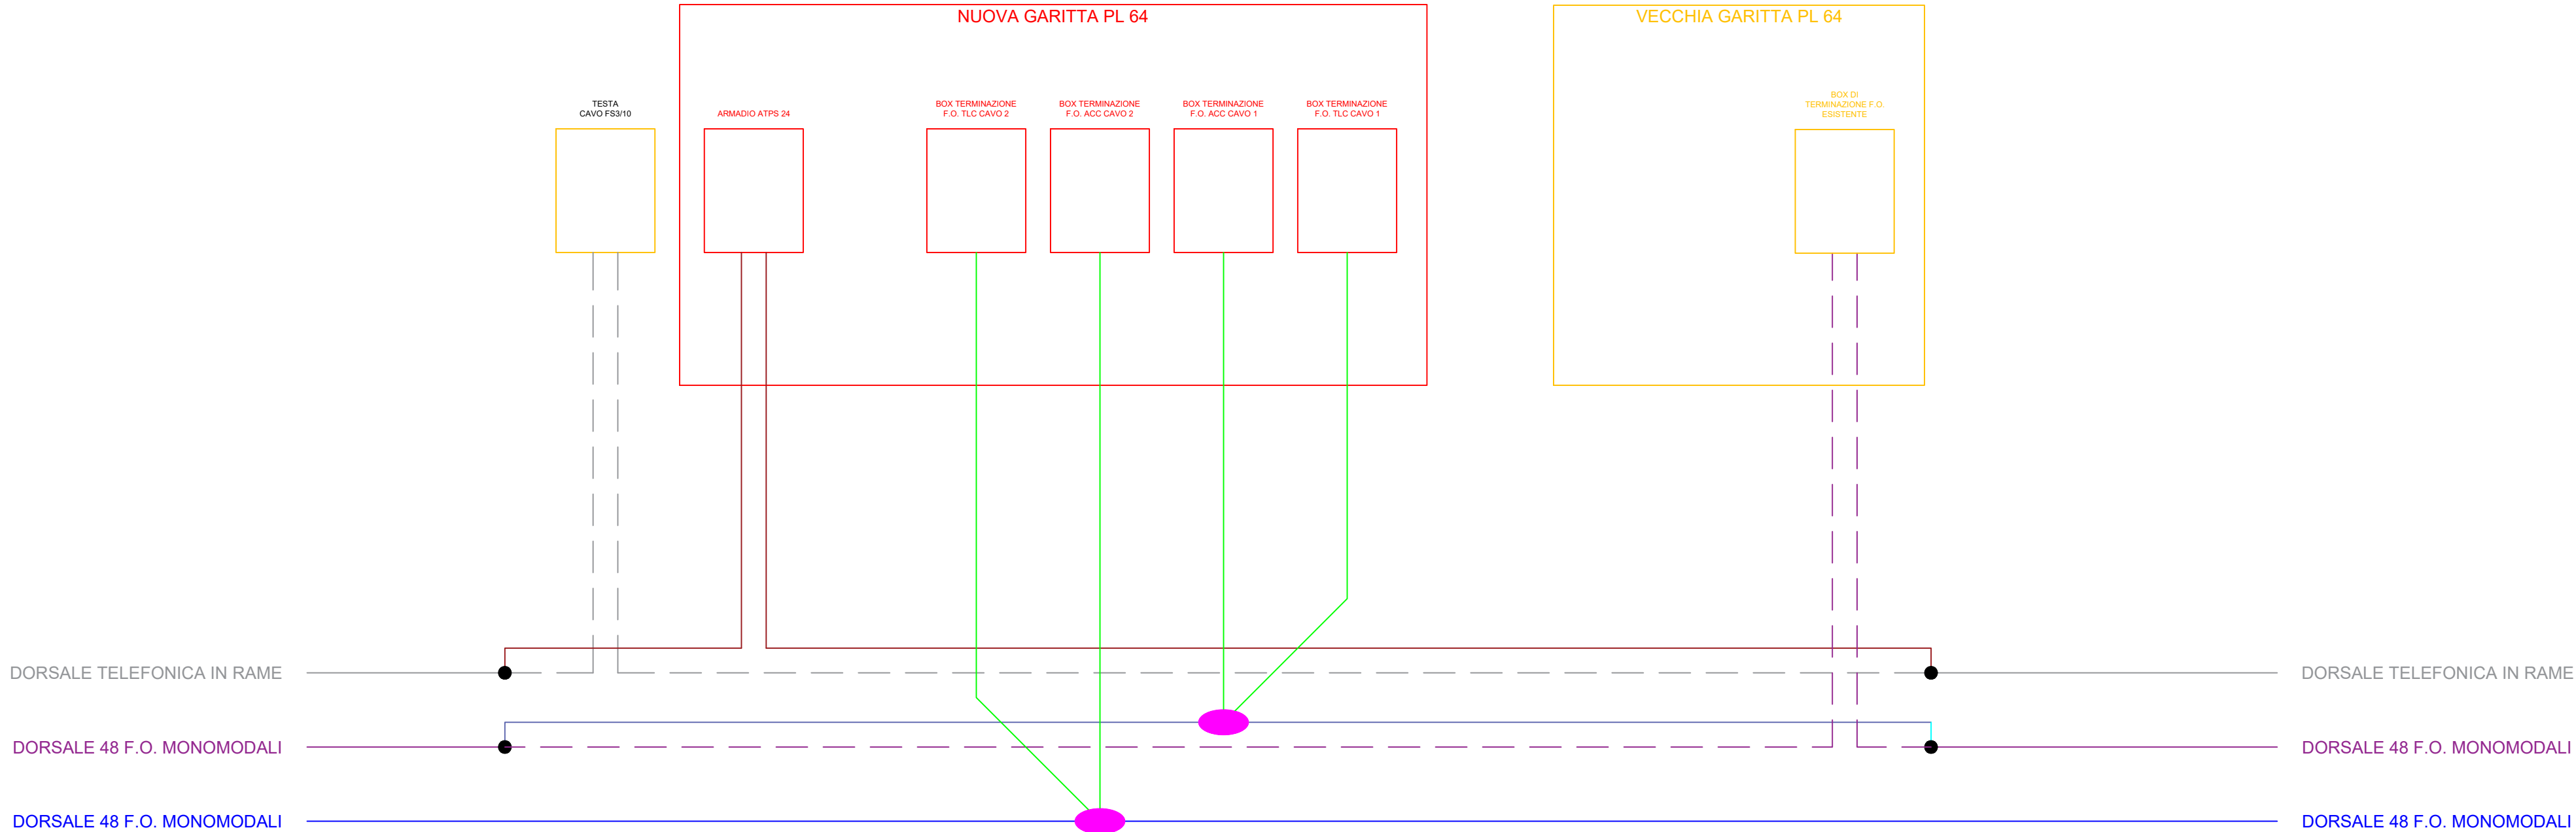 NUOVA GARITTA PL 64
VECCHIA GARITTA PL 64
TESTA
CAVO FS3/10
ARMADIO ATPS 24
BOX TERMINAZIONE
F.O. TLC CAVO 2
BOX TERMINAZIONE
F.O. ACC CAVO 2
BOX TERMINAZIONE
F.O. ACC CAVO 1
BOX TERMINAZIONE
F.O. TLC CAVO 1
BOX DI
TERMINAZIONE F.O.
ESISTENTE
DORSALE TELEFONICA IN RAME
DORSALE TELEFONICA IN RAME
DORSALE 48 F.O. MONOMODALI
DORSALE 48 F.O. MONOMODALI
DORSALE 48 F.O. MONOMODALI
DORSALE 48 F.O. MONOMODALI